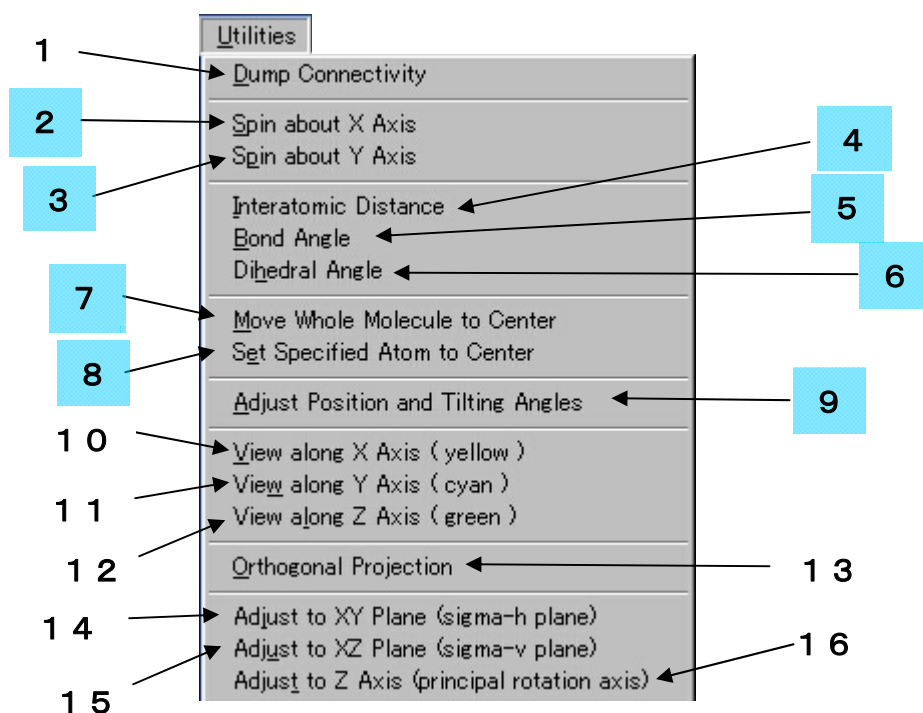 Utilities
1
Dump Connectivity
2
Spin about X Axis
3
Spin about Y Axis
4
Interatomic Distance
5
Bond Angle
6
Dihedral Angle
7
Move Whole Molecule to Center
8
Set Specified Atom to Center
9
Adjust Position and Tilting Angles
10
View along X Axis ( yellow )
11
View along Y Axis ( cyan )
12
View along Z Axis ( green )
13
Orthogonal Projection
14
Adjust to XY Plane (sigma-h plane)
15
Adjust to XZ Plane (sigma-v plane)
16
Adjust to Z Axis (principal rotation axis)